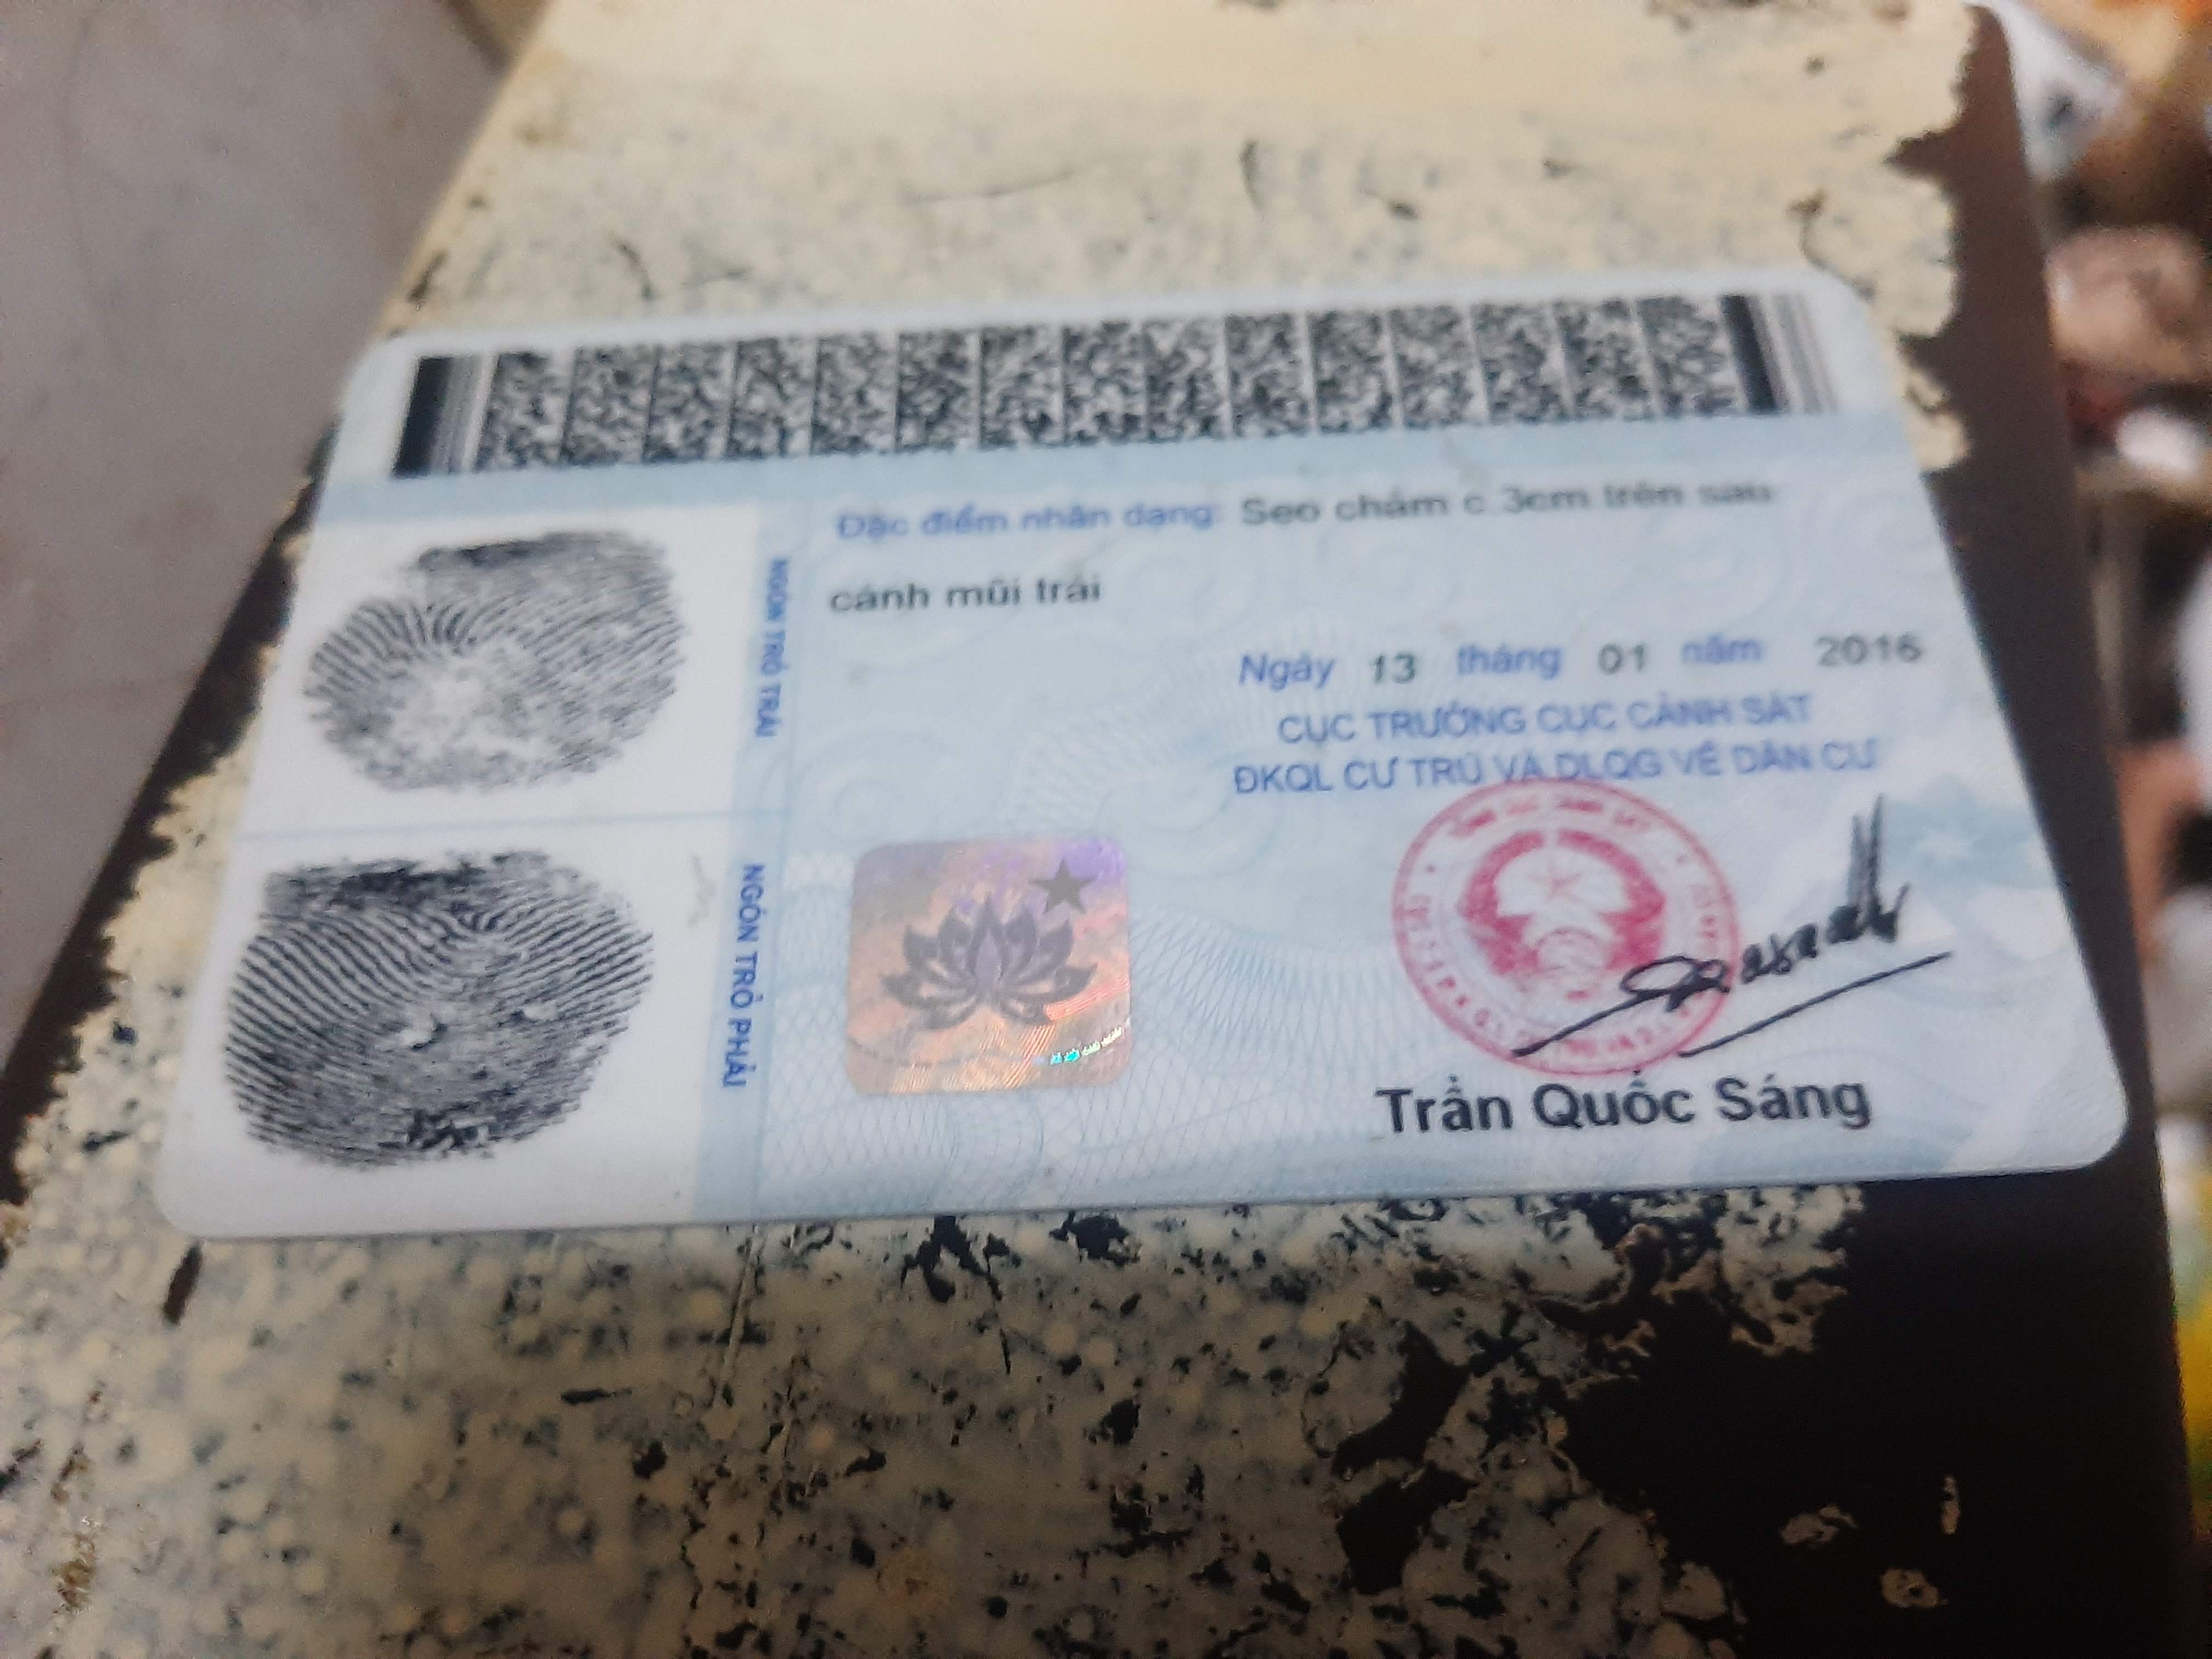 Đặc điểm nhân dạng: Sẹo chấm c.3cm trên sau
cánh mũi trái
Ngày 13 tháng 01 năm 2016
CỤC TRƯỞNG CỤC CẢNH SÁT
ĐKQL CƯ TRÚ VÀ DLQG VỀ DÂN CƯ
NGÓN TRỎ TRÁI
NGÓN TRỎ PHẢI
Trần Quốc Sáng